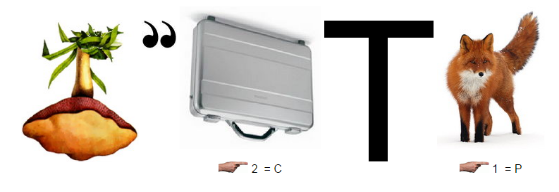 “ T
2 = C 1 = P